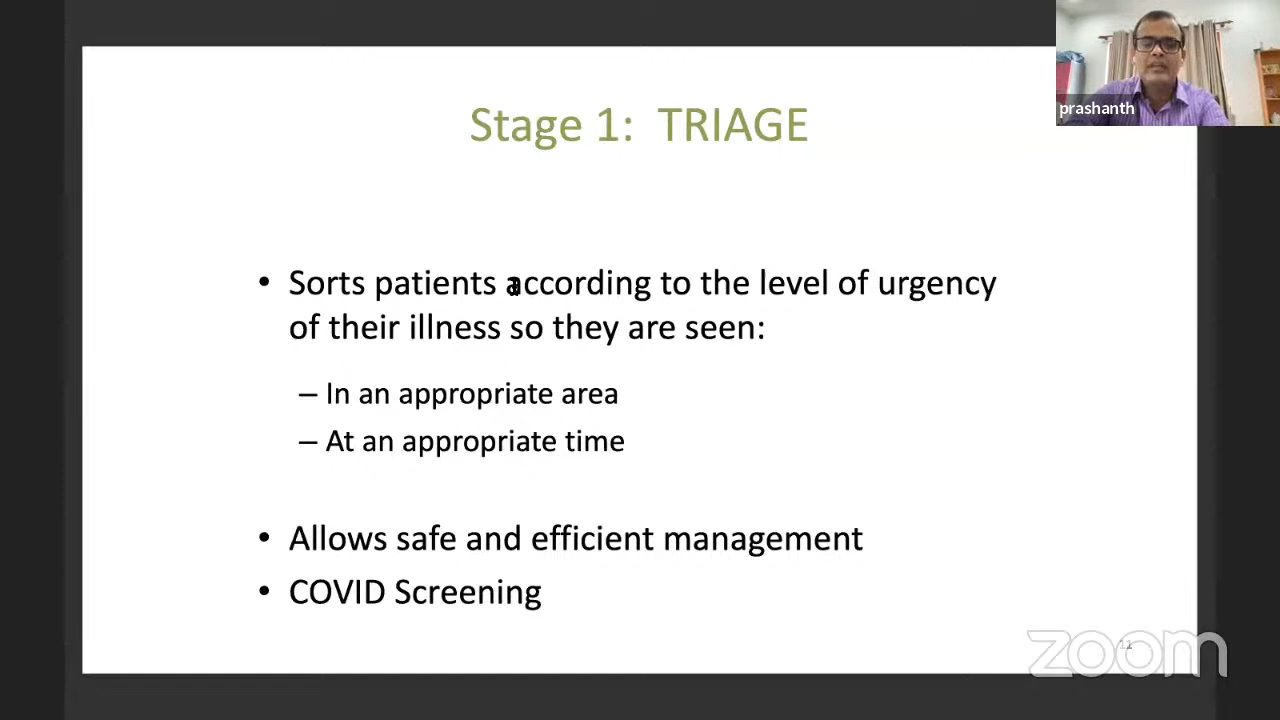 prashanth
Stage 1: TRIAGE
• Sorts patients according to the level of urgency
of their illness so they are seen:
– In an appropriate area
– At an appropriate time
• Allows safe and efficient management
• COVID Screening
11
zoom